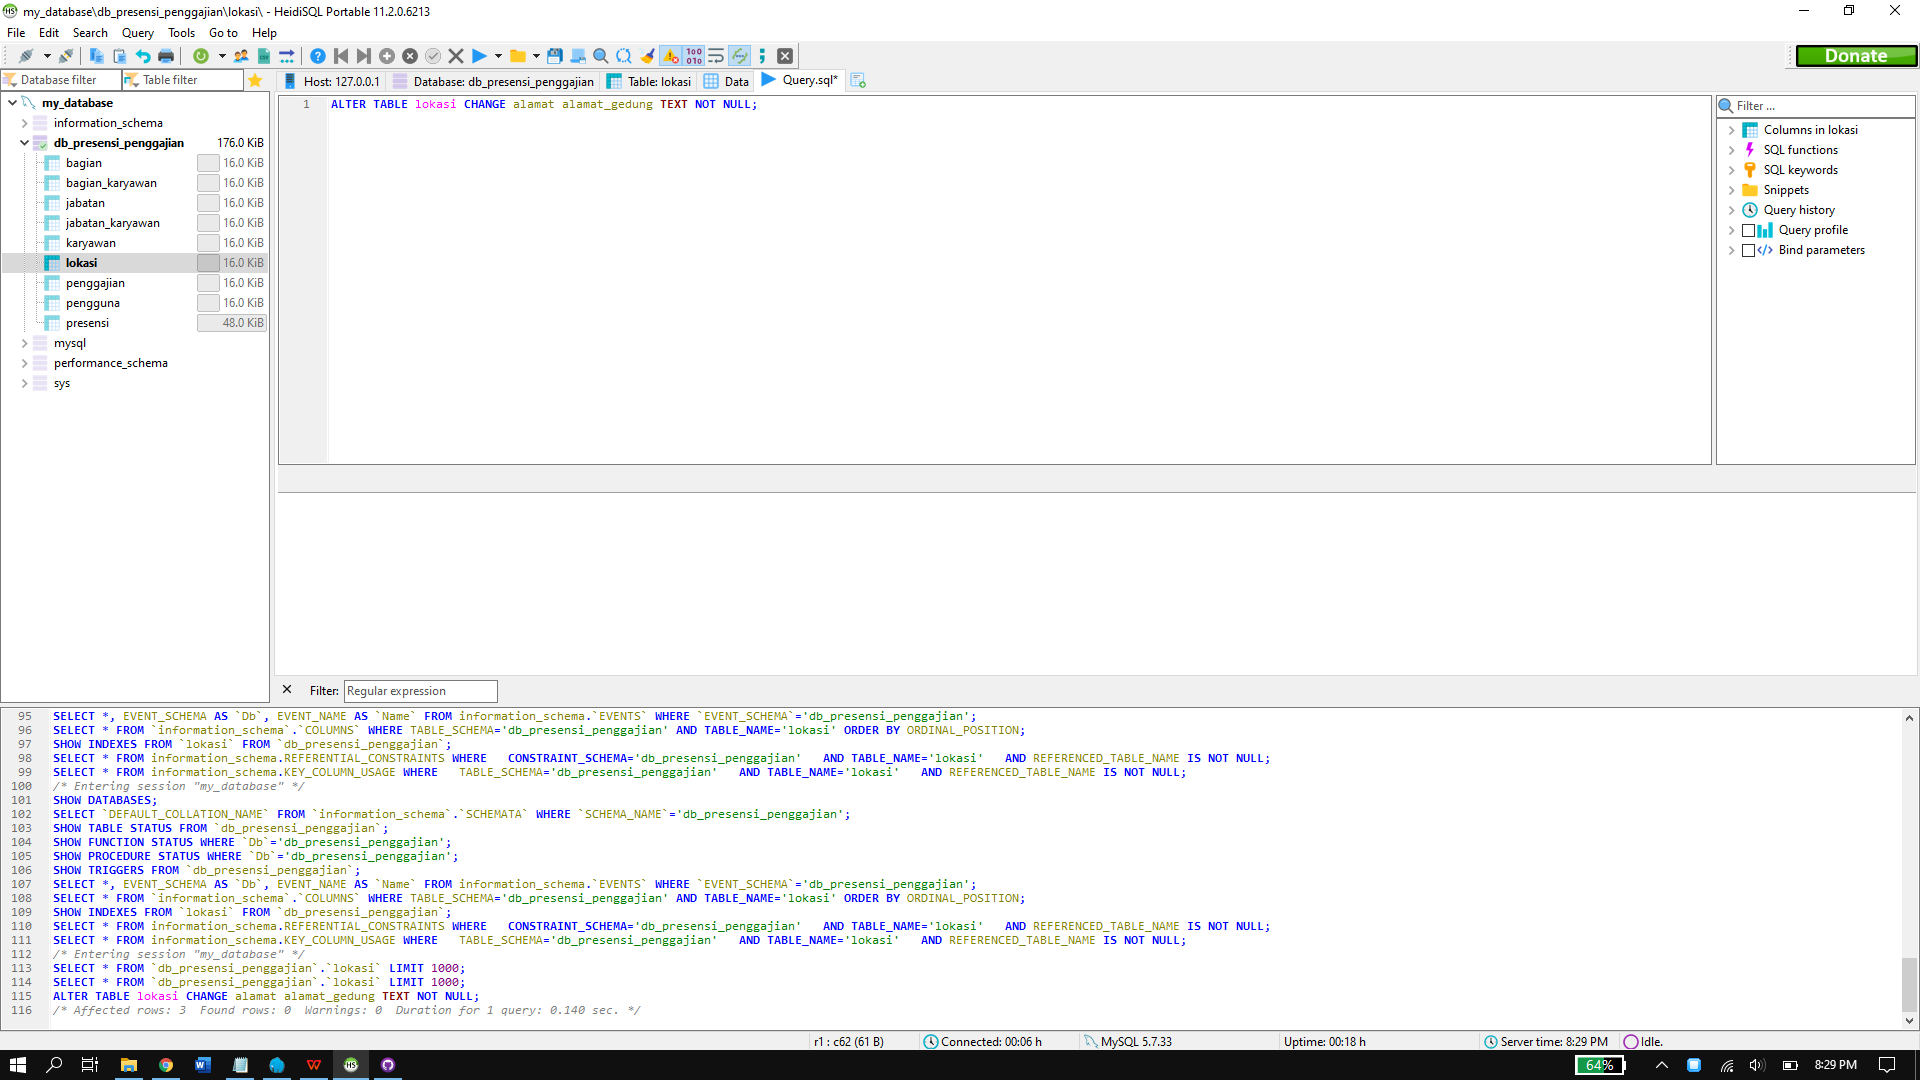 my_database\db_presensi_penggajian\lokasi\ - HeidiSQL Portable 11.2.0.6213
File Edit Search Query Tools Go to Help
Donate
Database filter Table filter
Host: 127.0.0.1 Database: db_presensi_penggajian Table: lokasi Data Query.sql*
my_database
information_schema
db_presensi_penggajian 176.0 KiB
bagian 16.0 KiB
bagian_karyawan 16.0 KiB
jabatan 16.0 KiB
jabatan_karyawan 16.0 KiB
karyawan 16.0 KiB
lokasi 16.0 KiB
penggajian 16.0 KiB
pengguna 16.0 KiB
presensi 48.0 KiB
mysql
performance_schema
sys
1 ALTER TABLE lokasi CHANGE alamat alamat_gedung TEXT NOT NULL;
Filter ...
Columns in lokasi
SQL functions
SQL keywords
Snippets
Query history
Query profile
Bind parameters
Filter: Regular expression
95 SELECT *, EVENT_SCHEMA AS `Db`, EVENT_NAME AS `Name` FROM information_schema.`EVENTS` WHERE `EVENT_SCHEMA`='db_presensi_penggajian';
96 SELECT * FROM `information_schema`.`COLUMNS` WHERE TABLE_SCHEMA='db_presensi_penggajian' AND TABLE_NAME='lokasi' ORDER BY ORDINAL_POSITION;
97 SHOW INDEXES FROM `lokasi` FROM `db_presensi_penggajian`;
98 SELECT * FROM information_schema.REFERENTIAL_CONSTRAINTS WHERE CONSTRAINT_SCHEMA='db_presensi_penggajian' AND TABLE_NAME='lokasi' AND REFERENCED_TABLE_NAME IS NOT NULL;
99 SELECT * FROM information_schema.KEY_COLUMN_USAGE WHERE TABLE_SCHEMA='db_presensi_penggajian' AND TABLE_NAME='lokasi' AND REFERENCED_TABLE_NAME IS NOT NULL;
100 /* Entering session "my_database" */
101 SHOW DATABASES;
102 SELECT `DEFAULT_COLLATION_NAME` FROM `information_schema`.`SCHEMATA` WHERE `SCHEMA_NAME`='db_presensi_penggajian';
103 SHOW TABLE STATUS FROM `db_presensi_penggajian`;
104 SHOW FUNCTION STATUS WHERE `Db`='db_presensi_penggajian';
105 SHOW PROCEDURE STATUS WHERE `Db`='db_presensi_penggajian';
106 SHOW TRIGGERS FROM `db_presensi_penggajian`;
107 SELECT *, EVENT_SCHEMA AS `Db`, EVENT_NAME AS `Name` FROM information_schema.`EVENTS` WHERE `EVENT_SCHEMA`='db_presensi_penggajian';
108 SELECT * FROM `information_schema`.`COLUMNS` WHERE TABLE_SCHEMA='db_presensi_penggajian' AND TABLE_NAME='lokasi' ORDER BY ORDINAL_POSITION;
109 SHOW INDEXES FROM `lokasi` FROM `db_presensi_penggajian`;
110 SELECT * FROM information_schema.REFERENTIAL_CONSTRAINTS WHERE CONSTRAINT_SCHEMA='db_presensi_penggajian' AND TABLE_NAME='lokasi' AND REFERENCED_TABLE_NAME IS NOT NULL;
111 SELECT * FROM information_schema.KEY_COLUMN_USAGE WHERE TABLE_SCHEMA='db_presensi_penggajian' AND TABLE_NAME='lokasi' AND REFERENCED_TABLE_NAME IS NOT NULL;
112 /* Entering session "my_database" */
113 SELECT * FROM `db_presensi_penggajian`.`lokasi` LIMIT 1000;
114 SELECT * FROM `db_presensi_penggajian`.`lokasi` LIMIT 1000;
115 ALTER TABLE lokasi CHANGE alamat alamat_gedung TEXT NOT NULL;
116 /* Affected rows: 3 Found rows: 0 Warnings: 0 Duration for 1 query: 0.140 sec. */
r1 : c62 (61 B) Connected: 00:06 h MySQL 5.7.33 Uptime: 00:18 h Server time: 8:29 PM Idle.
64% 8:29 PM